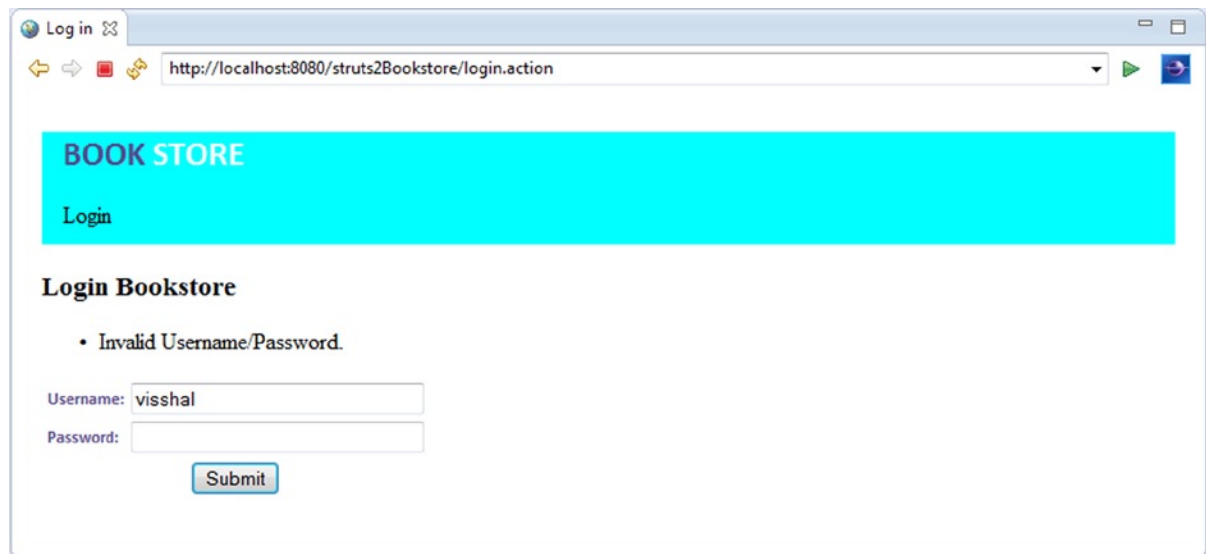 Log in
http://localhost:8080/struts2Bookstore/login.action
BOOK STORE
Login
Login Bookstore
• Invalid Username/Password.
Username: visshal
Password:
Submit